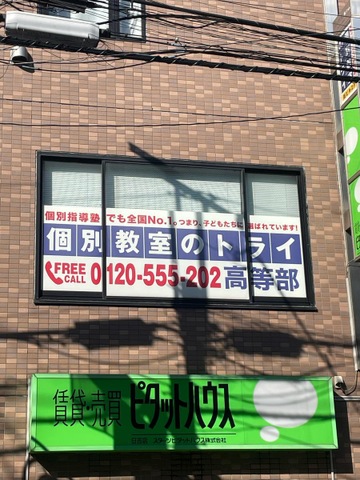 個別指導塾でも全国No.1。つまり、子どもたちに選ばれています!
個別教室のトライ
FREE CALL 0120-555-202 高等部
賃貸・売買 ピタットハウス